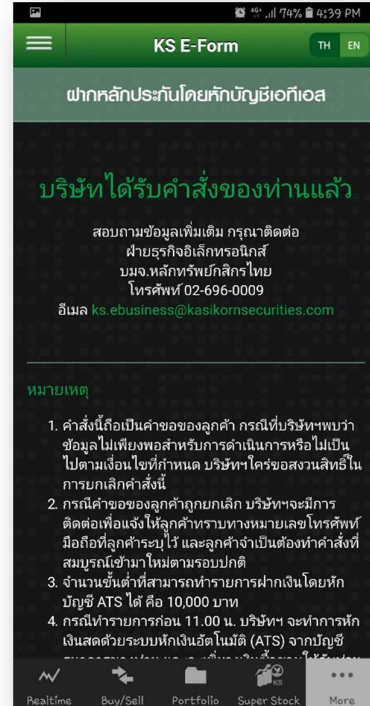 74% 4:39 PM
KS E-Form
TH EN
ฝากหลักประกันโดยหักบัญชีเอทีเอส
บริษัทได้รับคำสั่งของท่านแล้ว
สอบถามข้อมูลเพิ่มเติม กรุณาติดต่อ
ฝ่ายธุรกิจอิเล็กทรอนิกส์
บมจ.หลักทรัพย์กสิกรไทย
โทรศัพท์ 02-696-0009
อีเมล ks.ebusiness@kasikornsecurities.com
หมายเหตุ
1. คำสั่งนี้ถือเป็นคำขอของลูกค้า กรณีที่บริษัทฯพบว่า
ข้อมูลไม่เพียงพอสำหรับการดำเนินการหรือไม่เป็น
ไปตามเงื่อนไขที่กำหนด บริษัทฯใคร่ขอสงวนสิทธิ์ใน
การยกเลิกคำสั่งนี้
2. กรณีคำขอของลูกค้าถูกยกเลิก บริษัทฯจะมีการ
ติดต่อเพื่อแจ้งให้ลูกค้าทราบทางหมายเลขโทรศัพท์
มือถือที่ลูกค้าระบุไว้ และลูกค้าจำเป็นต้องทำคำสั่งที่
สมบูรณ์เข้ามาใหม่ตามรอบปกติ
3. จำนวนขั้นต่ำที่สามารถทำรายการฝากเงินโดยหัก
บัญชี ATS ได้ คือ 10,000 บาท
4. กรณีทำรายการก่อน 11.00 น. บริษัทฯ จะทำการหัก
เงินสดด้วยระบบหักเงินอัตโนมัติ (ATS) จากบัญชี
Realtime Buy/Sell Portfolio Super Stock More